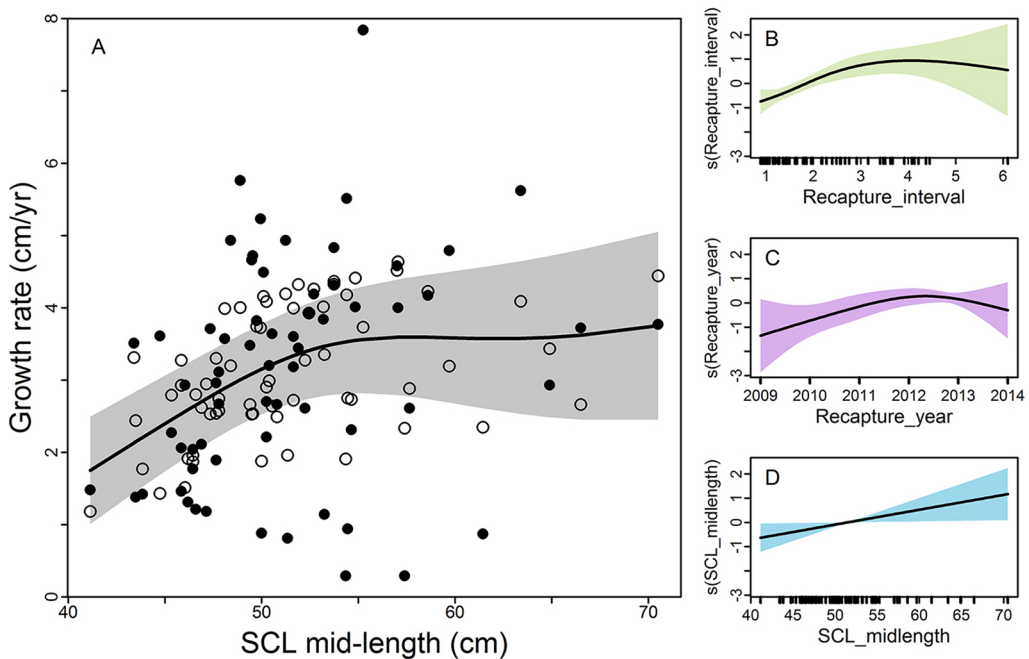 A
Growth rate (cm/yr)
8
6
4
2
0
40 50 60 70
SCL mid-length (cm)
B
s(Recapture_interval)
2
1
0
-1
-3
1 2 3 4 5 6
Recapture_interval
C
s(Recapture_year)
2
1
0
-1
-3
2009 2010 2011 2012 2013 2014
Recapture_year
D
s(SCL_midlength)
2
1
0
-1
-3
40 45 50 55 60 65 70
SCL_midlength